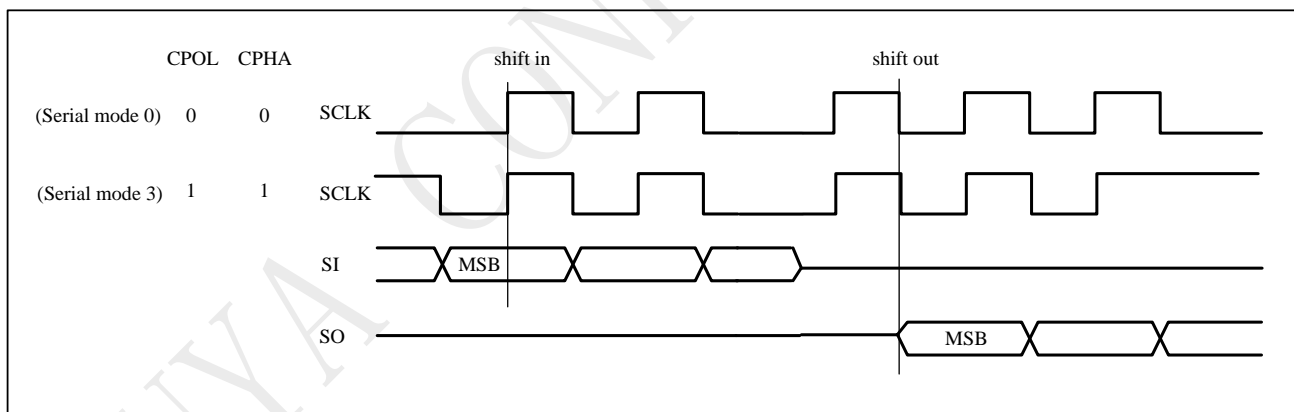 CPOL CPHA shift in shift out
(Serial mode 0) 0 0 SCLK
(Serial mode 3) 1 1 SCLK
SI MSB
SO MSB